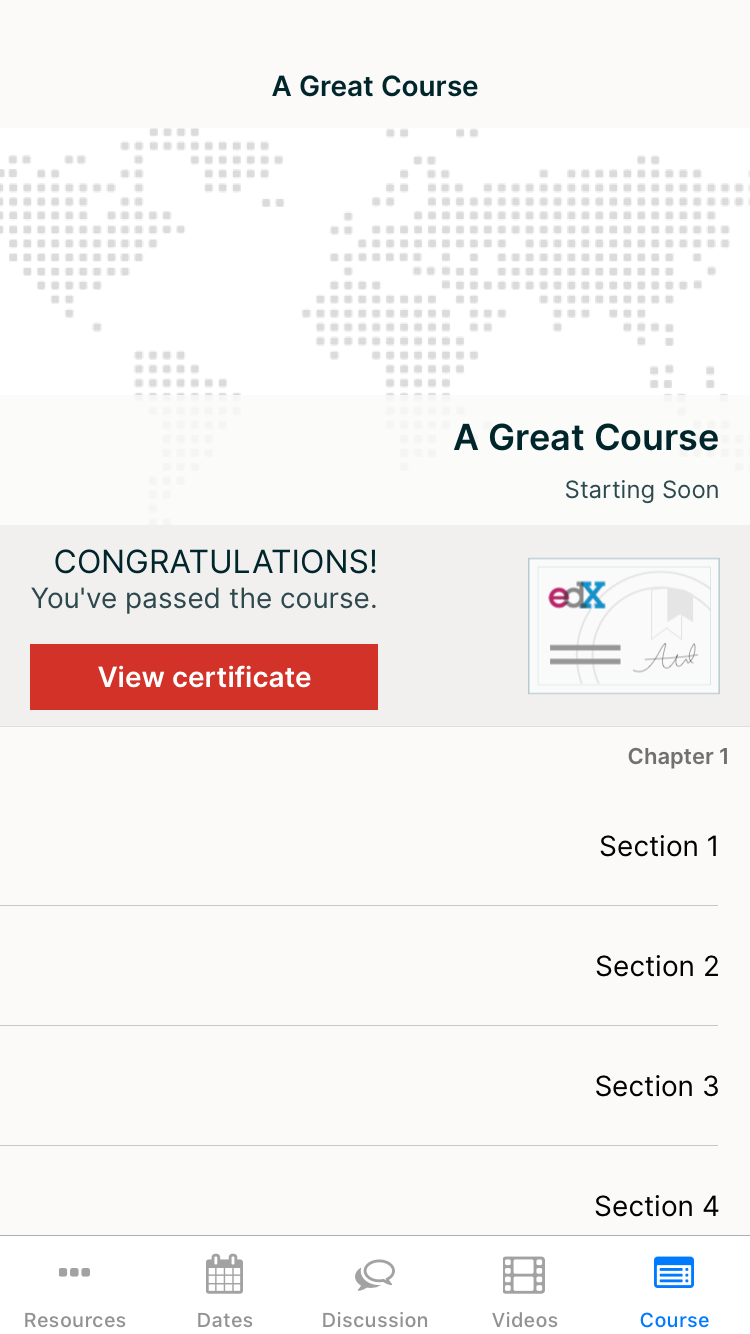 A Great Course
A Great Course
Starting Soon
CONGRATULATIONS!
You've passed the course.
View certificate
edX
Chapter 1
Section 1
Section 2
Section 3
Section 4
Resources
Dates
Discussion
Videos
Course